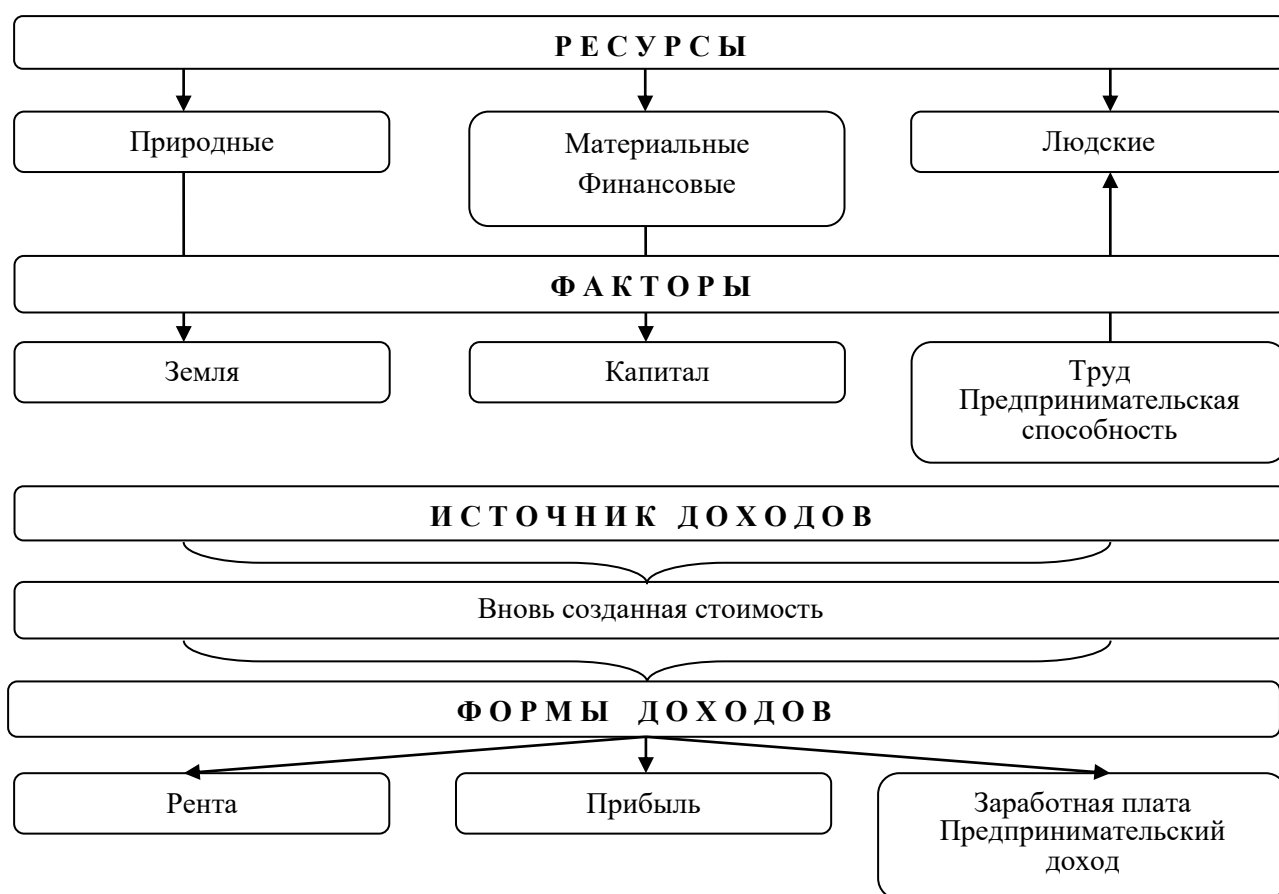 Р Е С У Р С Ы
Природные
Материальные
Финансовые
Людские
Ф А К Т О Р Ы
Земля
Капитал
Труд
Предпринимательская
способность
И С Т О Ч Н И К Д О Х О Д О В
Вновь созданная стоимость
Ф О Р М Ы Д О Х О Д О В
Рента
Прибыль
Заработная плата
Предпринимательский
доход